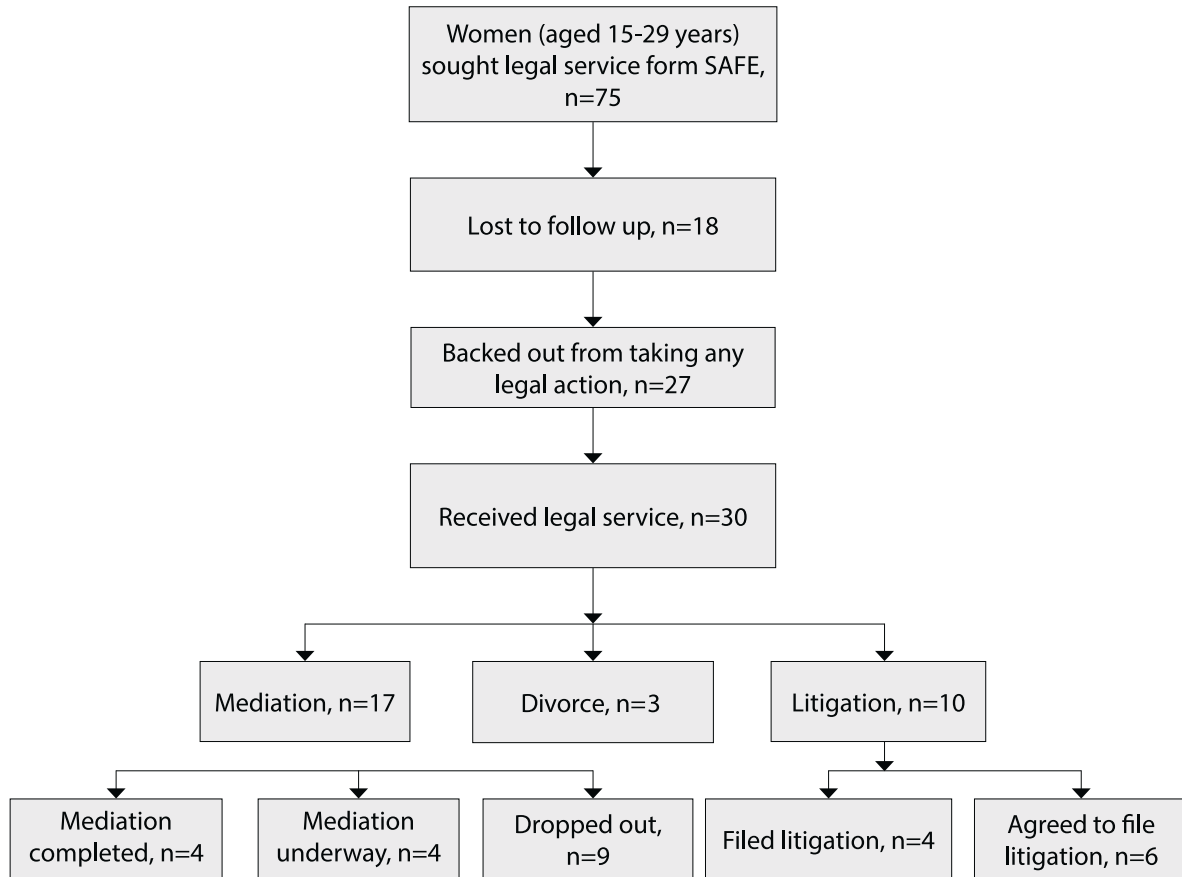 Women (aged 15-29 years)
sought legal service form SAFE,
n=75
Lost to follow up, n=18
Backed out from taking any
legal action, n=27
Received legal service, n=30
Mediation, n=17
Divorce, n=3
Litigation, n=10
Mediation
completed, n=4
Mediation
underway, n=4
Dropped out,
n=9
Filed litigation, n=4
Agreed to file
litigation, n=6